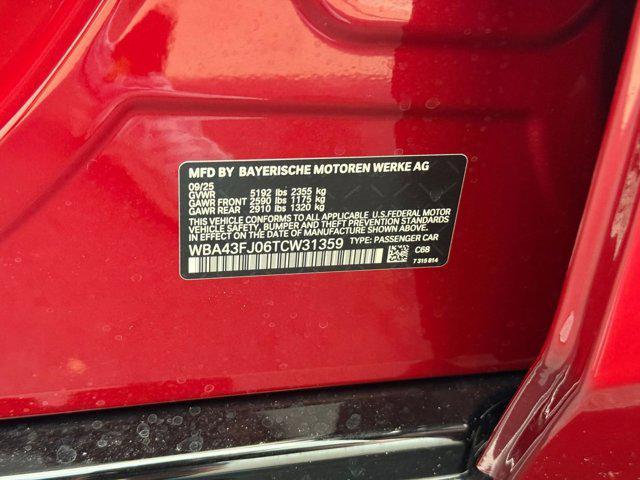 MFD BY BAYERISCHE MOTOREN WERKE AG
09/25
GVWR 5192 lbs 2355 kg
GAWR FRONT 2590 lbs 1175 kg
GAWR REAR 2910 lbs 1320 kg
THIS VEHICLE CONFORMS TO ALL APPLICABLE U.S.FEDERAL MOTOR
VEHICLE SAFETY, BUMPER, AND THEFT PREVENTION STANDARDS
IN EFFECT ON THE DATE OF MANUFACTURE SHOWN ABOVE.
WBA43FJ06TCW31359 TYPE: PASSENGER CAR
C68
7 315 814